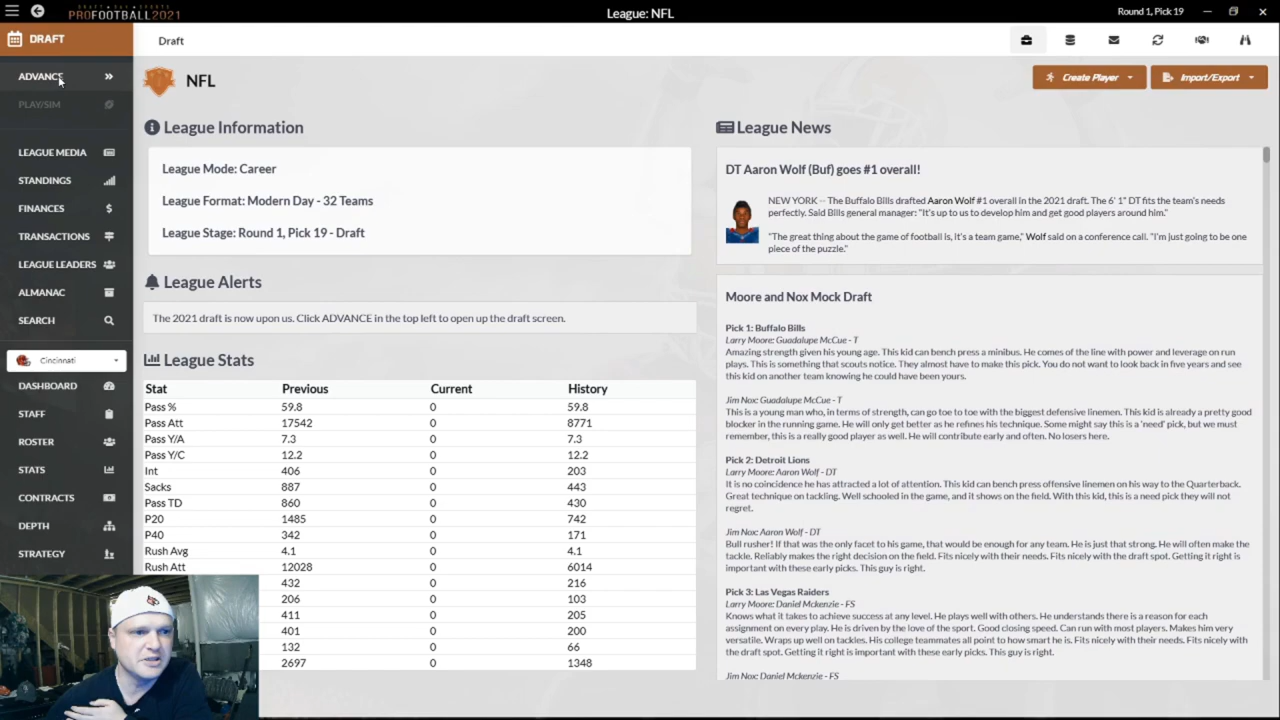 DRAFT DAY SPORTS
PROFOOTBALL2021
League: NFL
Round 1, Pick 19
DRAFT
Draft
ADVANCE
PLAY/SIM
LEAGUE MEDIA
STANDINGS
FINANCES
TRANSACTIONS
LEAGUE LEADERS
ALMANAC
SEARCH
Cincinnati
DASHBOARD
STAFF
ROSTER
STATS
CONTRACTS
DEPTH
STRATEGY
NFL
Create Player
Import/Export
League Information
League Mode: Career
League Format: Modern Day - 32 Teams
League Stage: Round 1, Pick 19 - Draft
League Alerts
The 2021 draft is now upon us. Click ADVANCE in the top left to open up the draft screen.
League Stats
Stat Previous Current History
Pass % 59.8 0 59.8
Pass Att 17542 0 8771
Pass Y/A 7.3 0 7.3
Pass Y/C 12.2 0 12.2
Int 406 0 203
Sacks 887 0 443
Pass TD 860 0 430
P20 1485 0 742
P40 342 0 171
Rush Avg 4.1 0 4.1
Rush Att 12028 0 6014
432 0 216
206 0 103
411 0 205
401 0 200
132 0 66
2697 0 1348
League News
DT Aaron Wolf (Buf) goes #1 overall!
NEW YORK -- The Buffalo Bills drafted Aaron Wolf #1 overall in the 2021 draft. The 6' 1" DT fits the team's needs
perfectly. Said Bills general manager: "It's up to us to develop him and get good players around him."
"The great thing about the game of football is, it's a team game," Wolf said on a conference call. "I'm just going to be one
piece of the puzzle."
Moore and Nox Mock Draft
Pick 1: Buffalo Bills
Larry Moore: Guadalupe McCue - T
Amazing strength given his young age. This kid can bench press a minibus. He comes of the line with power and leverage on run
plays. This is something that scouts notice. They almost have to make this pick. You do not want to look back in five years and see
this kid on another team knowing he could have been yours.
Jim Nox: Guadalupe McCue - T
This is a young man who, in terms of strength, can go toe to toe with the biggest defensive linemen. This kid is already a pretty good
blocker in the running game. He will only get better as he refines his technique. Some might say this is a 'need' pick, but we must
remember, this is a really good player as well. He will contribute early and often. No losers here.
Pick 2: Detroit Lions
Larry Moore: Aaron Wolf - DT
It is no coincidence he has attracted a lot of attention. This kid can bench press offensive linemen on his way to the Quarterback.
Great technique on tackling. Well schooled in the game, and it shows on the field. With this kid, this is a need pick they will not
regret.
Jim Nox: Aaron Wolf - DT
Bull rusher! If that was the only facet to his game, that would be enough for any team. He is just that strong. He will often make the
tackle. Reliably makes the right decision on the field. Fits nicely with their needs. Fits nicely with the draft spot. Getting it right is
important with these early picks. This guy is right.
Pick 3: Las Vegas Raiders
Larry Moore: Daniel Mckenzie - FS
Knows what it takes to achieve success at any level. He plays well with others. He understands there is a reason for each
assignment on every play. He is driven by the love of the sport. Good closing speed. Can run with most players. Makes him very
versatile. Wraps up well on tackles. His college teammates all point to how smart he is. Fits nicely with their needs. Fits nicely with
the draft spot. Getting it right is important with these early picks. This guy is right.
Jim Nox: Daniel Mckenzie - FS